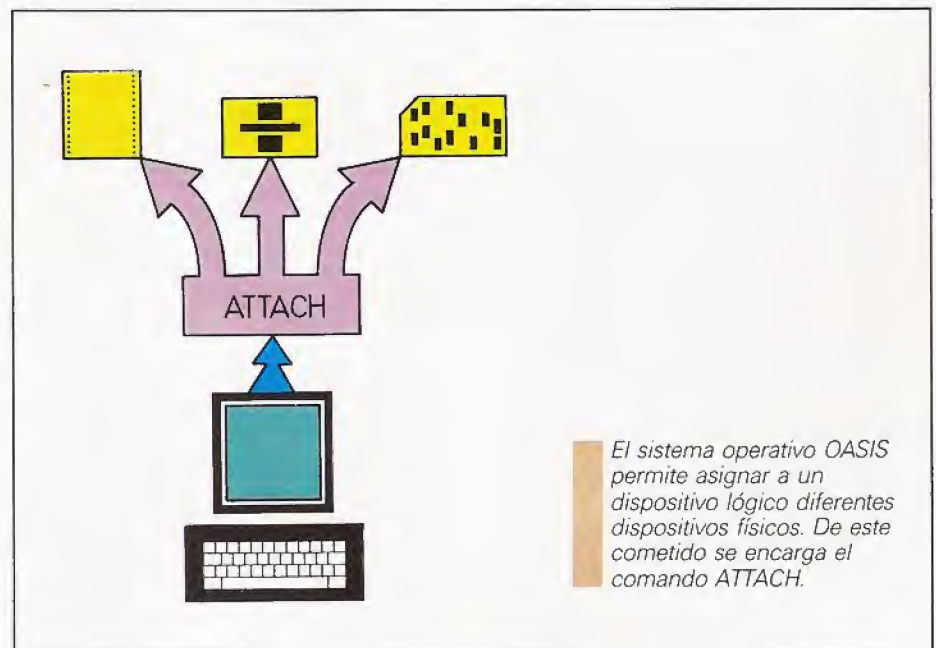 ATTACH
El sistema operativo OASIS
permite asignar a un
dispositivo lógico diferentes
dispositivos físicos. De este
cometido se encarga el
comando ATTACH.